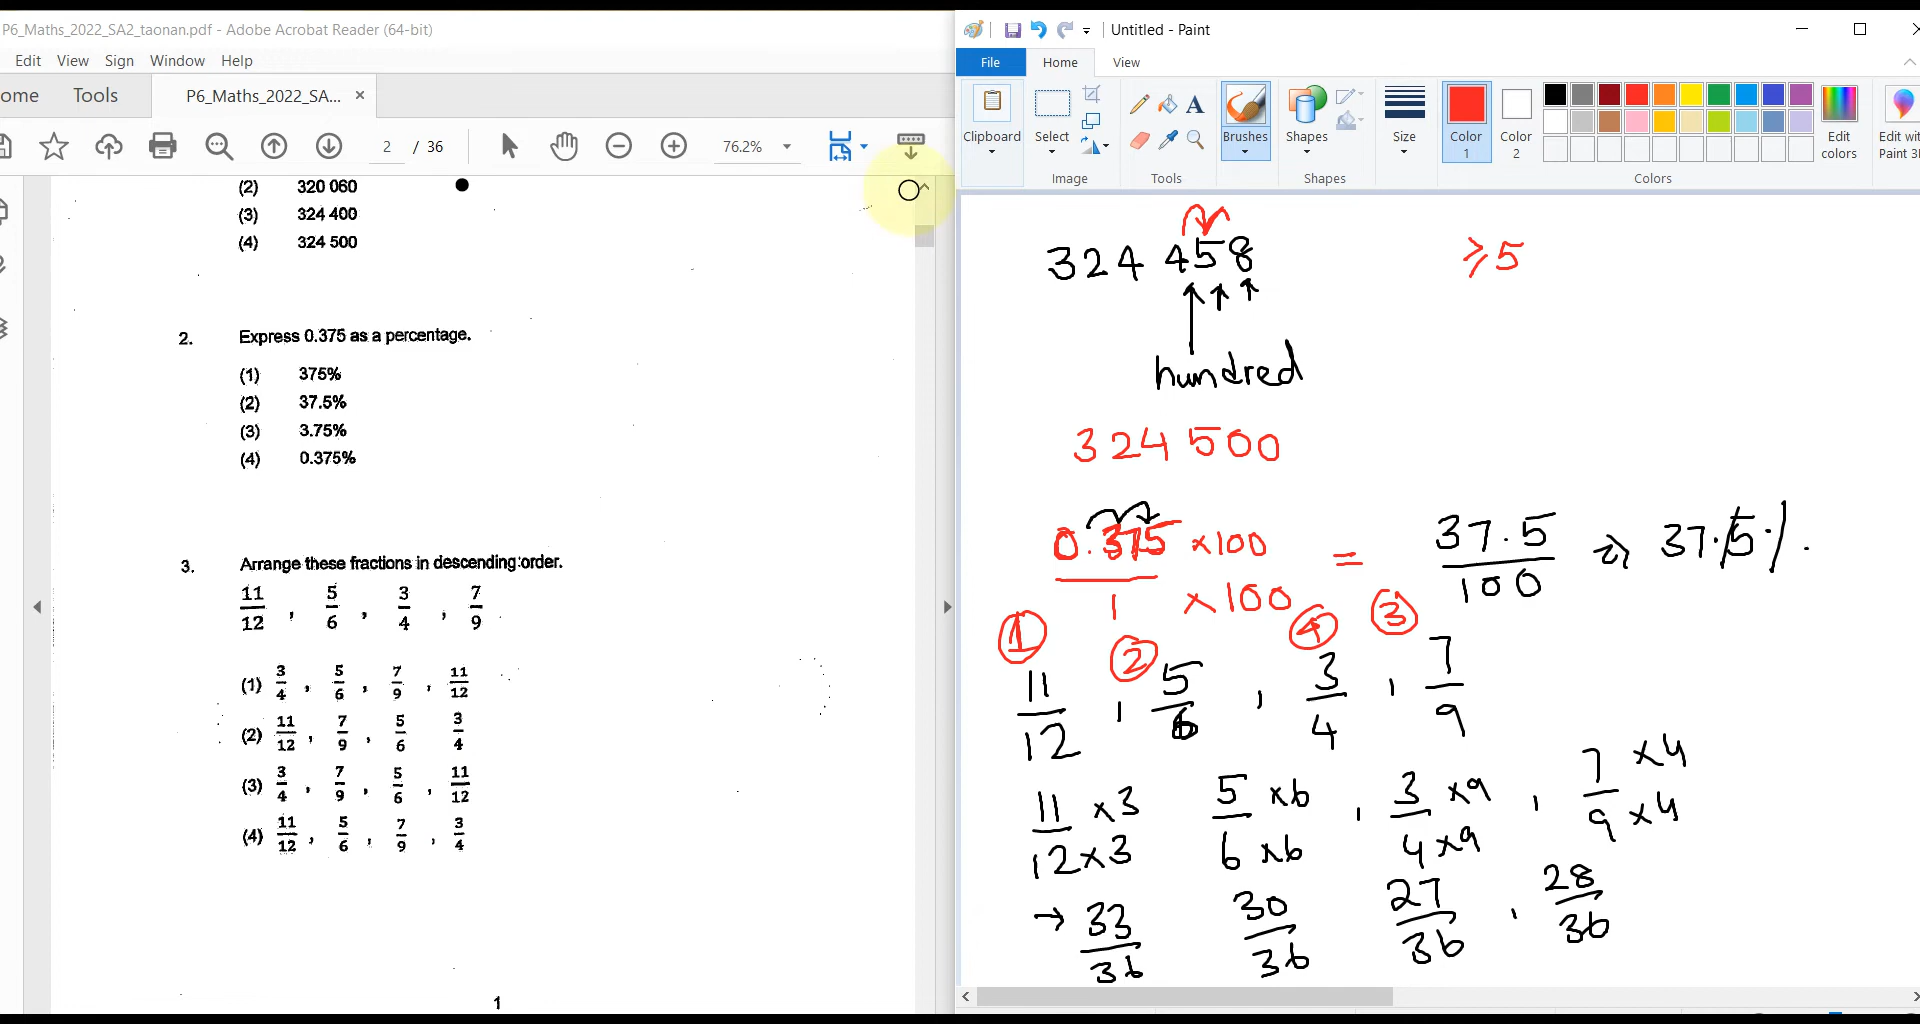 P6_Maths_2022_SA2_taonan.pdf - Adobe Acrobat Reader (64-bit)
Edit View Sign Window Help
ome Tools P6_Maths_2022_SA... ×
2 / 36 76.2%
(2) 320 060
(3) 324 400
(4) 324 500
2. Express 0.375 as a percentage.
(1) 375%
(2) 37.5%
(3) 3.75%
(4) 0.375%
3. Arrange these fractions in descending order.
11/12 , 5/6 , 3/4 , 7/9
(1) 3/4 , 5/6 , 7/9 , 11/12
(2) 11/12 , 7/9 , 5/6 3/4
(3) 3/4 , 7/9 , 5/6 , 11/12
(4) 11/12 , 5/6 , 7/9 , 3/4
1
Untitled - Paint
File Home View
Clipboard Select Brushes Shapes Size Color 1 Color 2 Edit colors Edit wit Paint 3
Image Tools Shapes Colors
324 458 ⩾5
hundred
324 500
0.375 ×100 / 1 ×100 = 37.5/100 ⇒ 37.5%
① ② ④ ③
11/12 , 5/6 , 3/4 , 7/9
11×3/12×3 5×6/6×6 , 3×9/4×9 , 7×4/9×4
→ 33/36 30/36 27/36 , 28/36